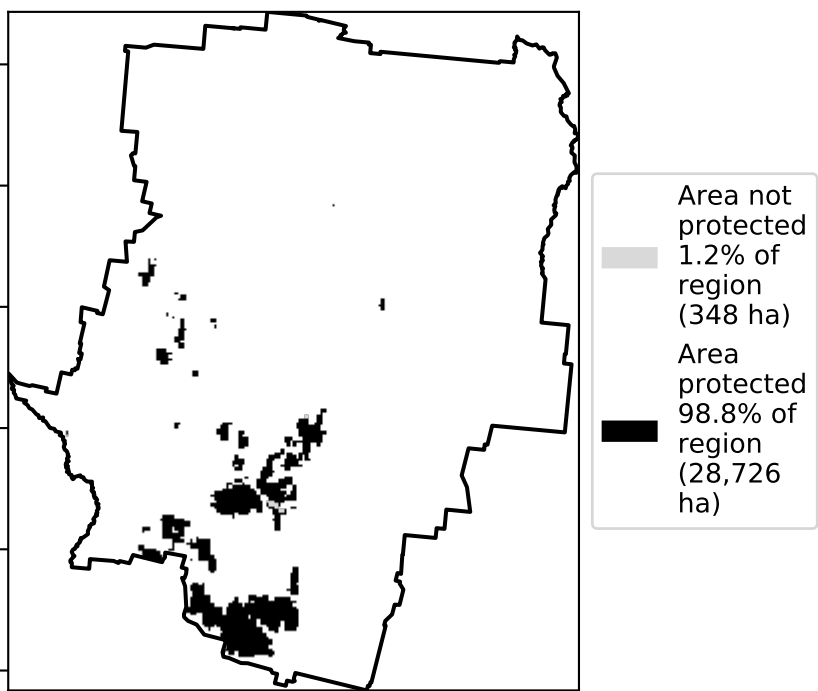 Area not
protected
1.2% of
region
(348 ha)
Area
protected
98.8% of
region
(28,726
ha)